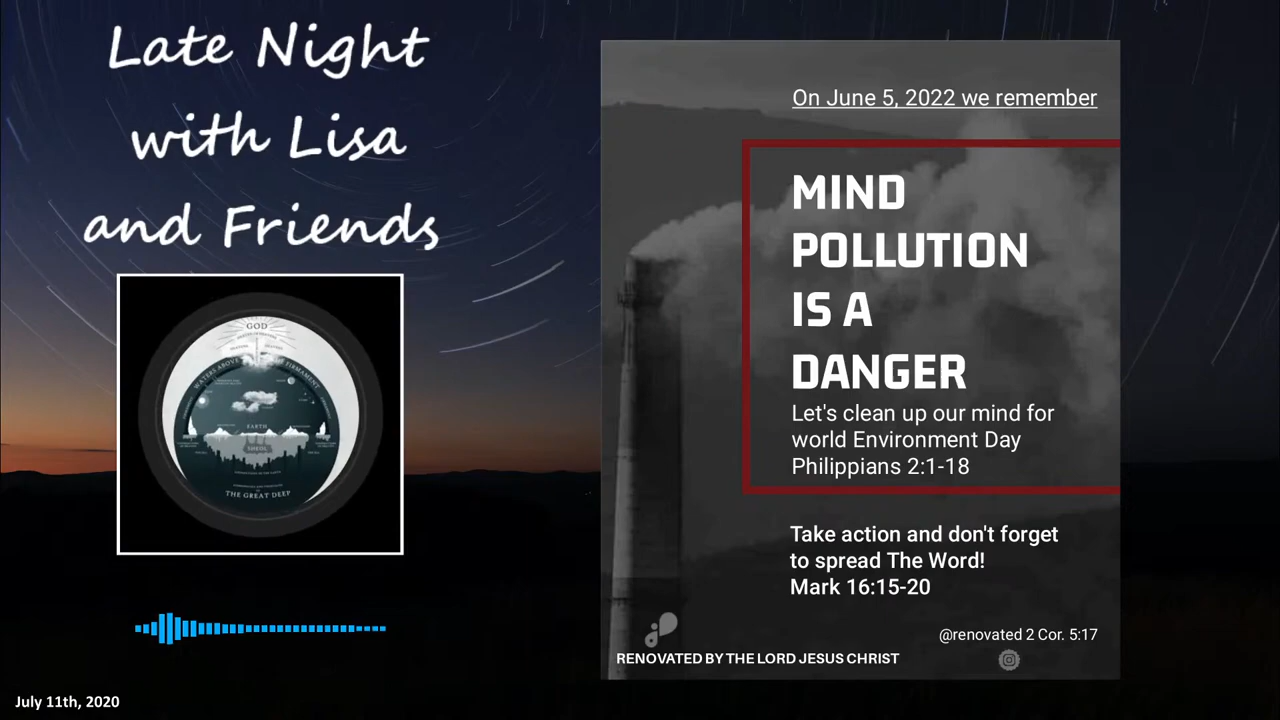 Late Night
with Lisa
and Friends
GOD
WATERS ABOVE THE FIRMAMENT
EARTH
SHEOL
THE GREAT DEEP
July 11th, 2020
On June 5, 2022 we remember
MIND
POLLUTION
IS A
DANGER
Let's clean up our mind for
world Environment Day
Philippians 2:1-18
Take action and don't forget
to spread The Word!
Mark 16:15-20
@renovated 2 Cor. 5:17
RENOVATED BY THE LORD JESUS CHRIST